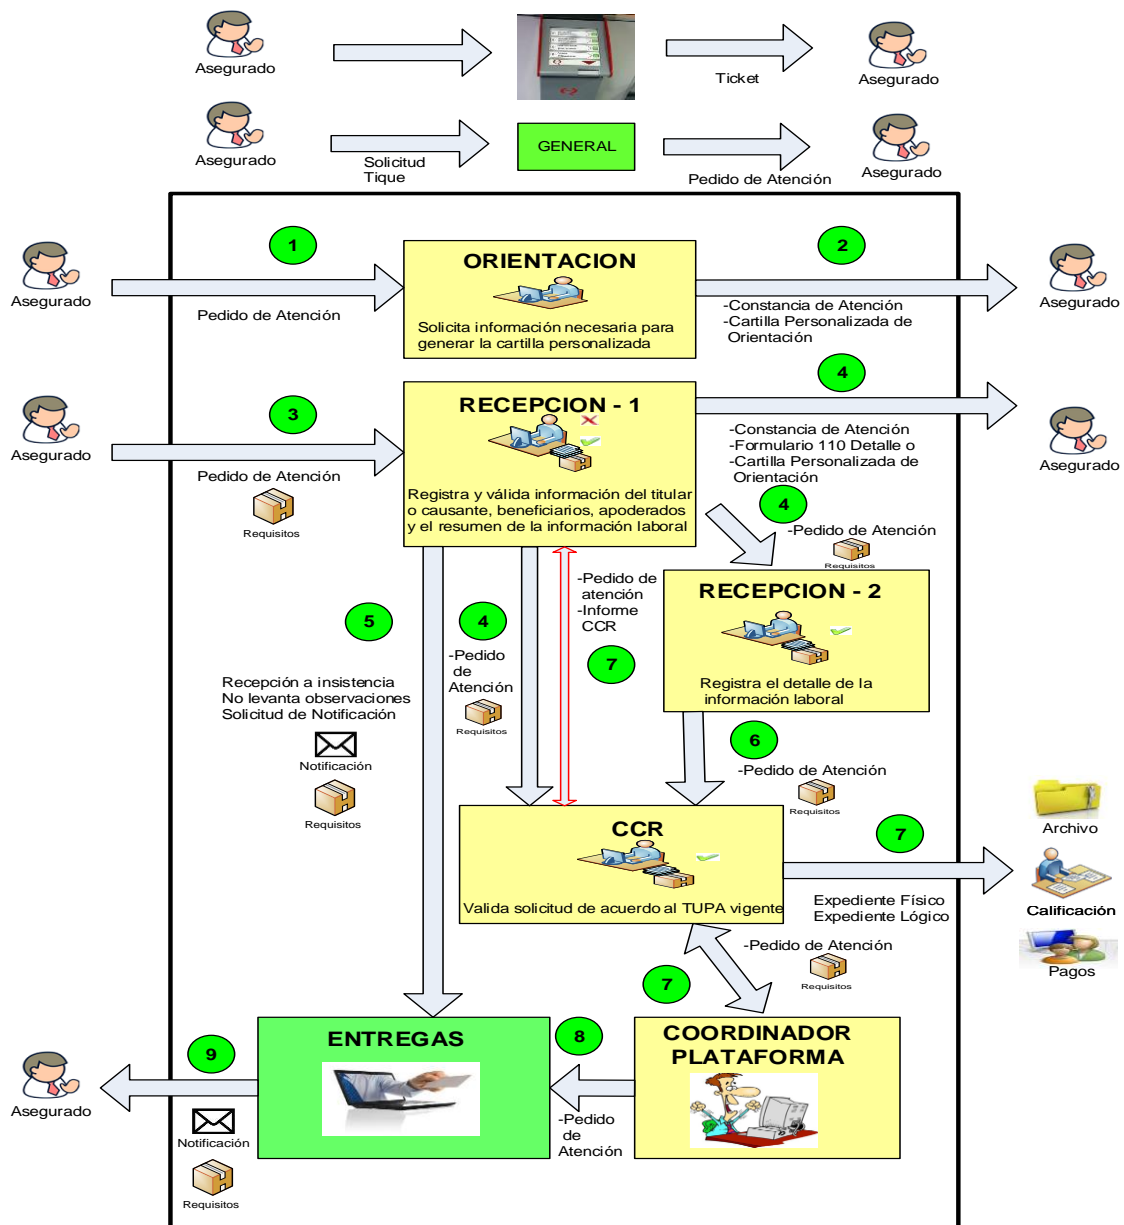 Asegurado
Ticket
Asegurado
Asegurado
Solicitud
Tique
GENERAL
Pedido de Atención
Asegurado
1
2
Asegurado
Pedido de Atención
ORIENTACION
Solicita información necesaria para
generar la cartilla personalizada
-Constancia de Atención
-Cartilla Personalizada de
Orientación
Asegurado
3
4
Asegurado
Pedido de Atención
Requisitos
RECEPCION - 1
Registra y válida información del titular
o causante, beneficiarios, apoderados
y el resumen de la información laboral
-Constancia de Atención
-Formulario 110 Detalle o
-Cartilla Personalizada de
Orientación
Asegurado
4
-Pedido de Atención
Requisitos
RECEPCION - 2
Registra el detalle de la
información laboral
5
Recepción a insistencia
No levanta observaciones
Solicitud de Notificación
Notificación
Requisitos
4
-Pedido
de
Atención
Requisitos
-Pedido de
atención
-Informe
CCR
7
6
-Pedido de Atención
Requisitos
CCR
Valida solicitud de acuerdo al TUPA vigente
7
Expediente Físico
Expediente Lógico
Archivo
Calificación
Pagos
-Pedido de Atención
Requisitos
7
COORDINADOR
PLATAFORMA
8
-Pedido
de
Atención
ENTREGAS
9
Asegurado
Notificación
Requisitos